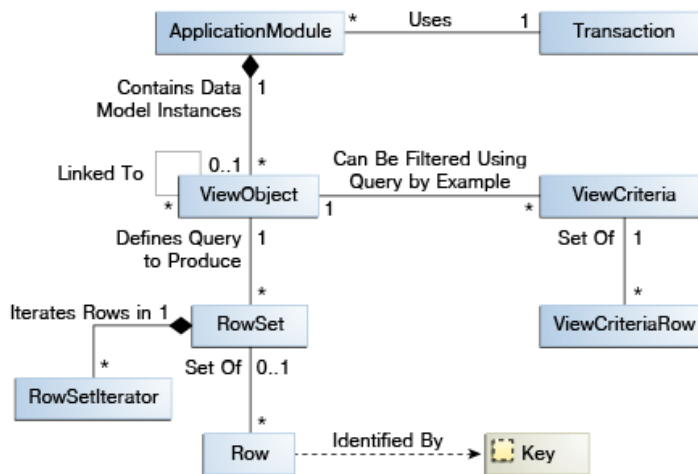 ApplicationModule
*
Uses
1
Transaction
Contains Data
Model Instances
1
Linked To
0..1
*
*
ViewObject
Can Be Filtered Using
Query by Example
1
*
ViewCriteria
Defines Query
to Produce
1
*
Set Of
1
*
ViewCriteriaRow
Iterates Rows in
1
RowSet
*
RowSetIterator
Set Of
0..1
*
Row
Identified By
Key